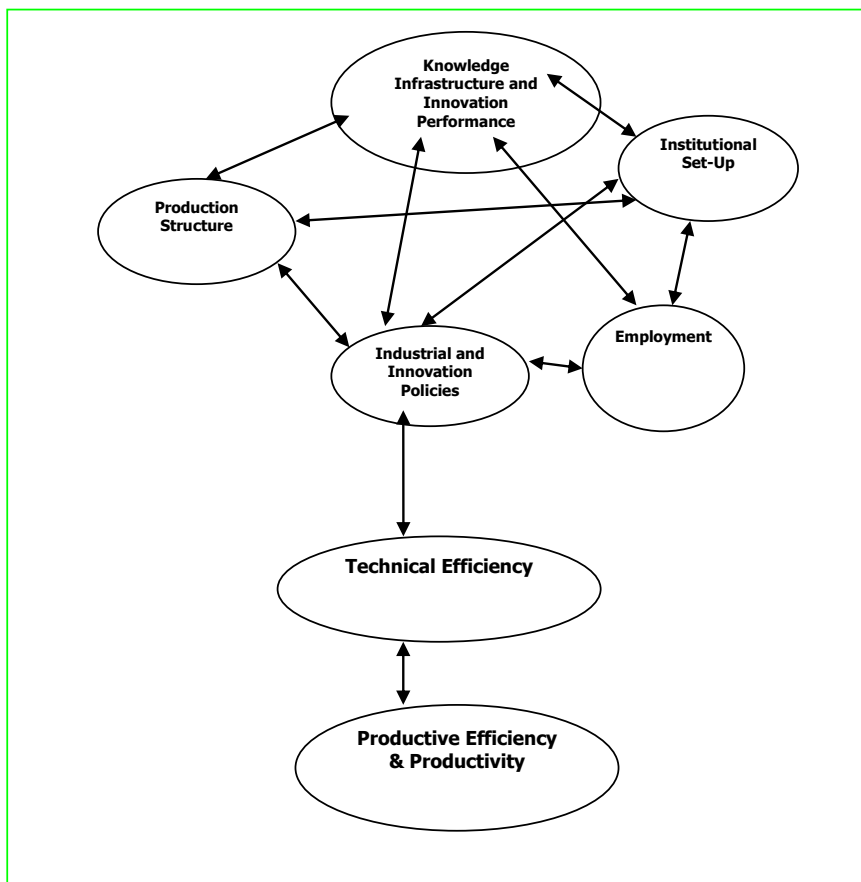 Knowledge
Infrastructure and
Innovation
Performance
Institutional
Set-Up
Production
Structure
Employment
Industrial and
Innovation
Policies
Technical Efficiency
Productive Efficiency
& Productivity